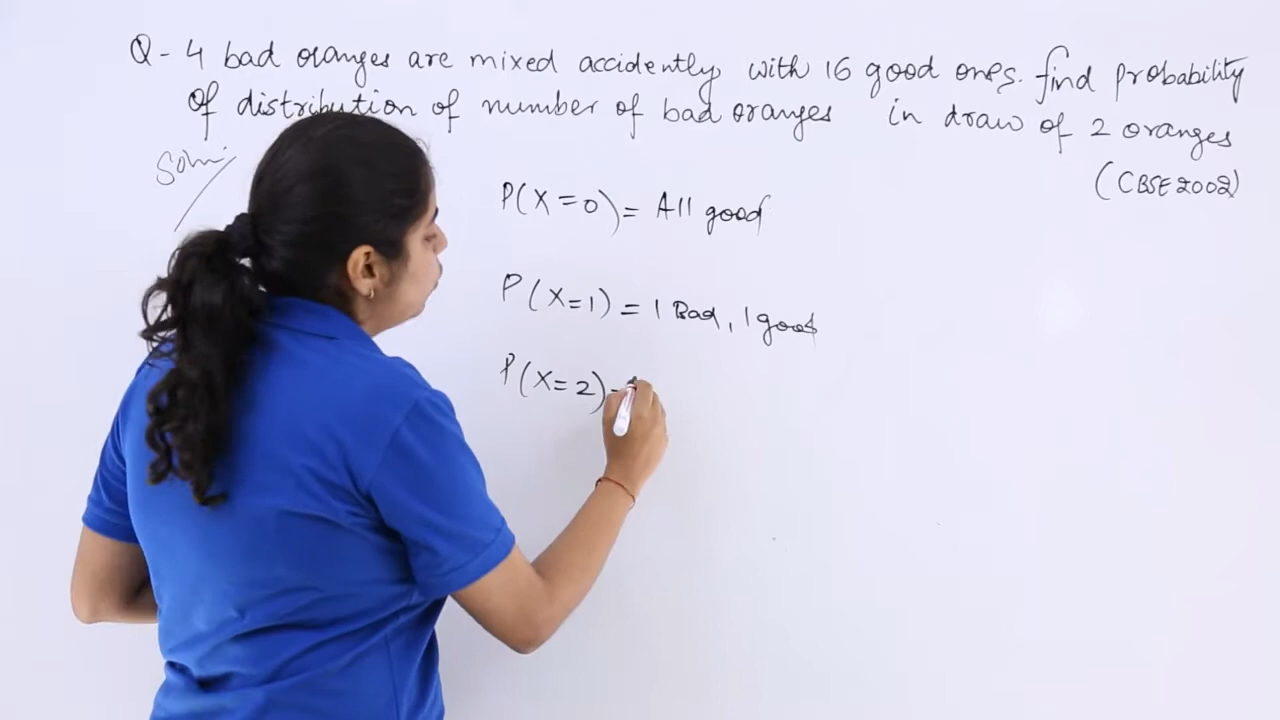 Q - 4 bad oranges are mixed accidently with 16 good ones. find probability
of distribution of number of bad oranges in draw of 2 oranges
(CBSE 2002)
Soln:
P(X=0) = All good
P(X=1) = 1 Bad, 1 good
P(X=2)